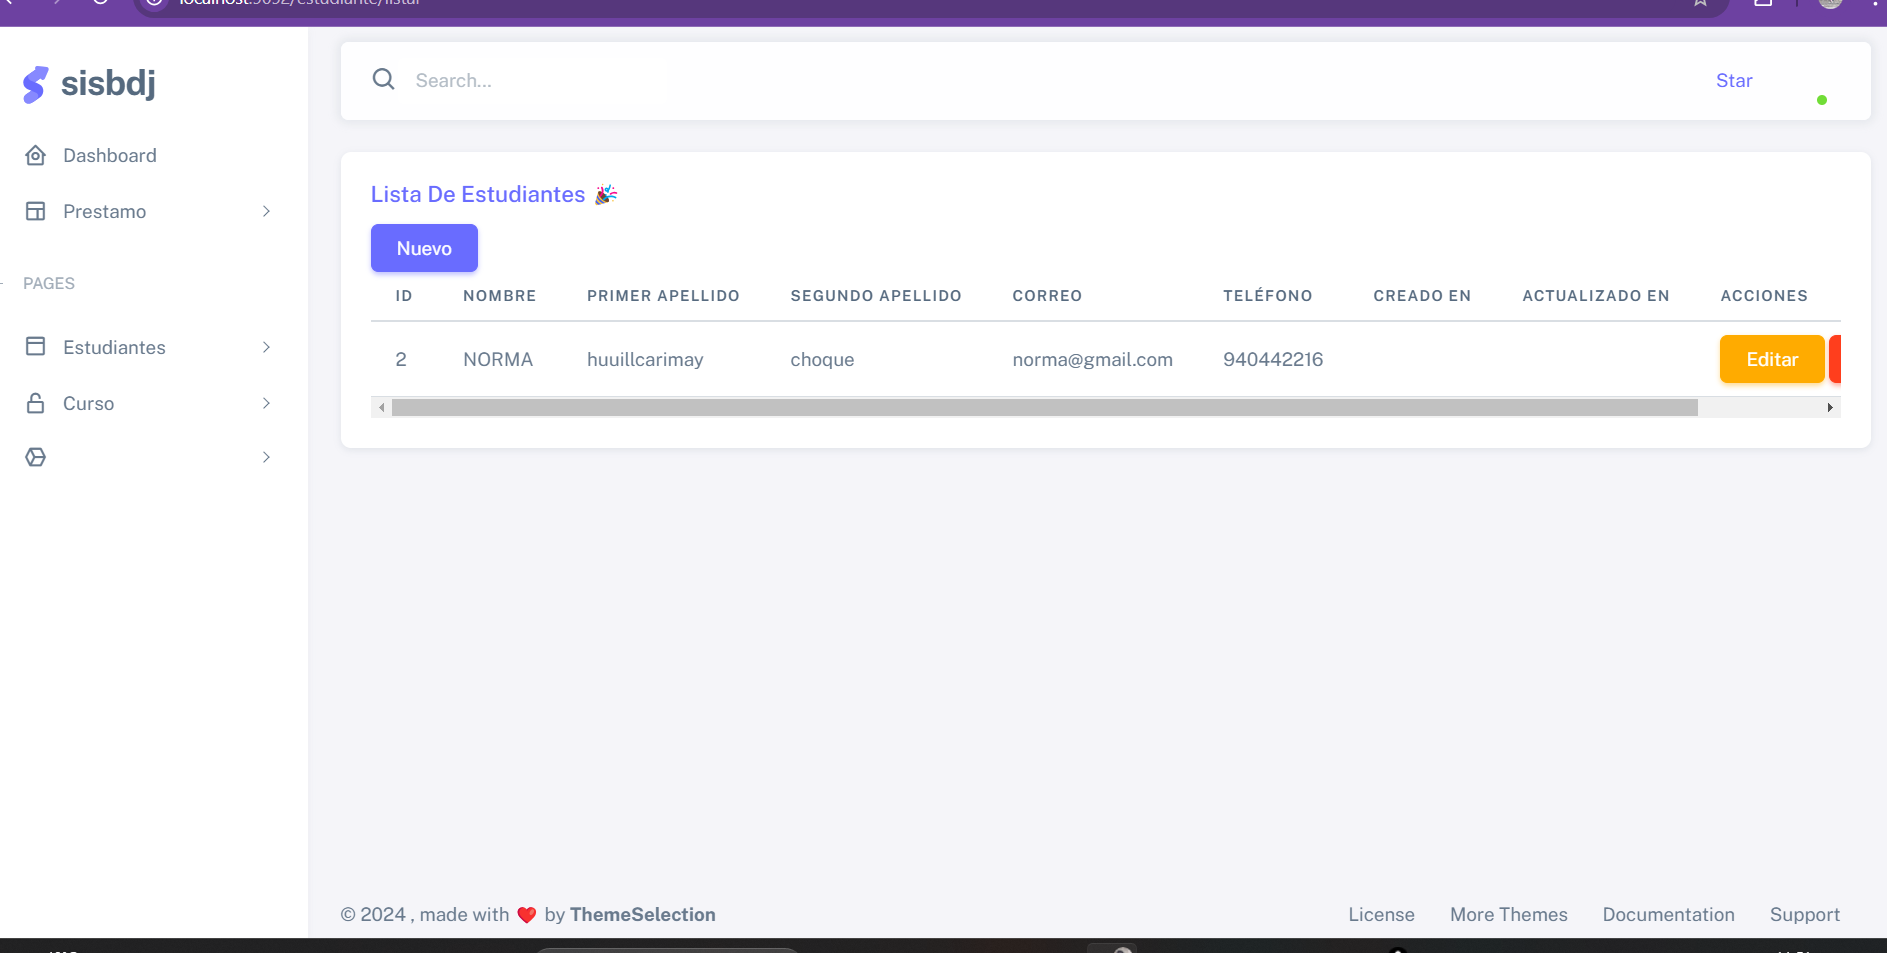 sisbdj
Dashboard
Prestamo
PAGES
Estudiantes
Curso
Search...
Star
Lista De Estudiantes 🎉
Nuevo
ID NOMBRE PRIMER APELLIDO SEGUNDO APELLIDO CORREO TELÉFONO CREADO EN ACTUALIZADO EN ACCIONES
2 NORMA huuillcarimay choque norma@gmail.com 940442216 Editar
© 2024 , made with ❤️ by ThemeSelection
License More Themes Documentation Support